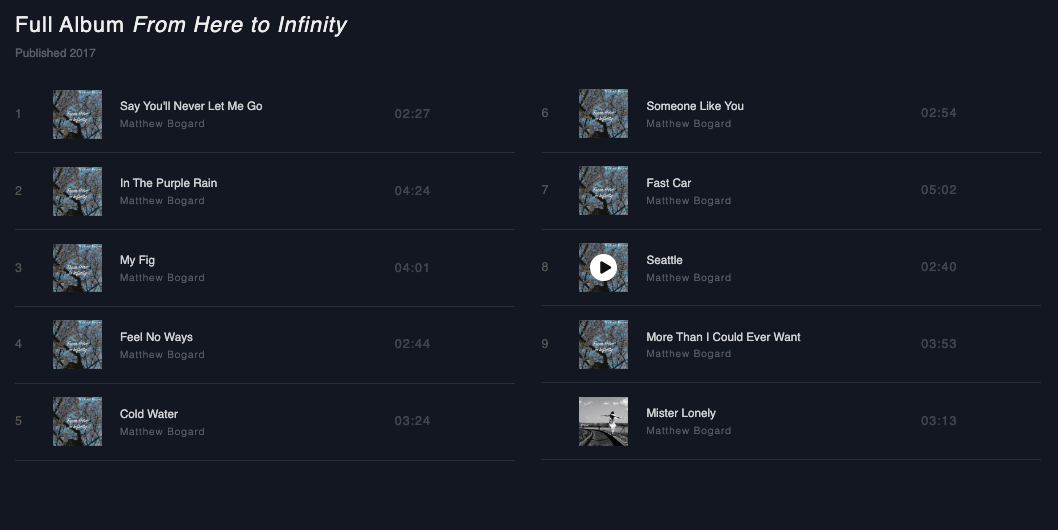 Full Album From Here to Infinity
Published 2017
1
Say You'll Never Let Me Go
Matthew Bogard
02:27
2
In The Purple Rain
Matthew Bogard
04:24
3
My Fig
Matthew Bogard
04:01
4
Feel No Ways
Matthew Bogard
02:44
5
Cold Water
Matthew Bogard
03:24
6
Someone Like You
Matthew Bogard
02:54
7
Fast Car
Matthew Bogard
05:02
8
Seattle
Matthew Bogard
02:40
9
More Than I Could Ever Want
Matthew Bogard
03:53
Mister Lonely
Matthew Bogard
03:13